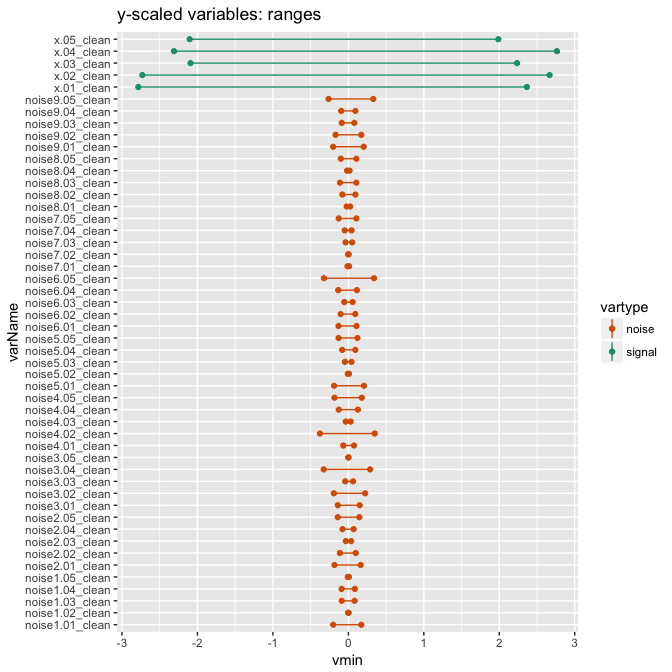 y-scaled variables: ranges
x.05_clean
x.04_clean
x.03_clean
x.02_clean
x.01_clean
noise9.05_clean
noise9.04_clean
noise9.03_clean
noise9.02_clean
noise9.01_clean
noise8.05_clean
noise8.04_clean
noise8.03_clean
noise8.02_clean
noise8.01_clean
noise7.05_clean
noise7.04_clean
noise7.03_clean
noise7.02_clean
noise7.01_clean
noise6.05_clean
noise6.04_clean
noise6.03_clean
noise6.02_clean
noise6.01_clean
noise5.05_clean
noise5.04_clean
noise5.03_clean
noise5.02_clean
noise5.01_clean
noise4.05_clean
noise4.04_clean
noise4.03_clean
noise4.02_clean
noise4.01_clean
noise3.05_clean
noise3.04_clean
noise3.03_clean
noise3.02_clean
noise3.01_clean
noise2.05_clean
noise2.04_clean
noise2.03_clean
noise2.02_clean
noise2.01_clean
noise1.05_clean
noise1.04_clean
noise1.03_clean
noise1.02_clean
noise1.01_clean
varName
-3 -2 -1 0 1 2 3
vmin
vartype
noise
signal